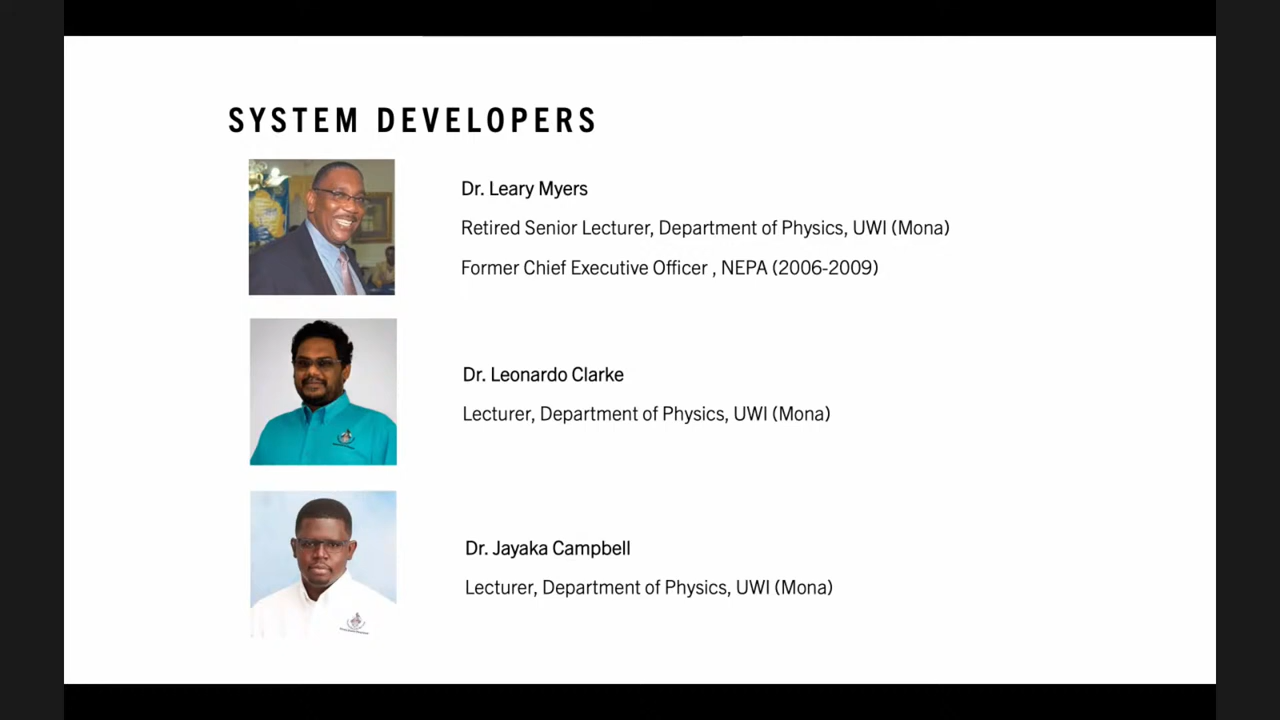 SYSTEM DEVELOPERS
Dr. Leary Myers
Retired Senior Lecturer, Department of Physics, UWI (Mona)
Former Chief Executive Officer , NEPA (2006-2009)
Dr. Leonardo Clarke
Lecturer, Department of Physics, UWI (Mona)
Dr. Jayaka Campbell
Lecturer, Department of Physics, UWI (Mona)